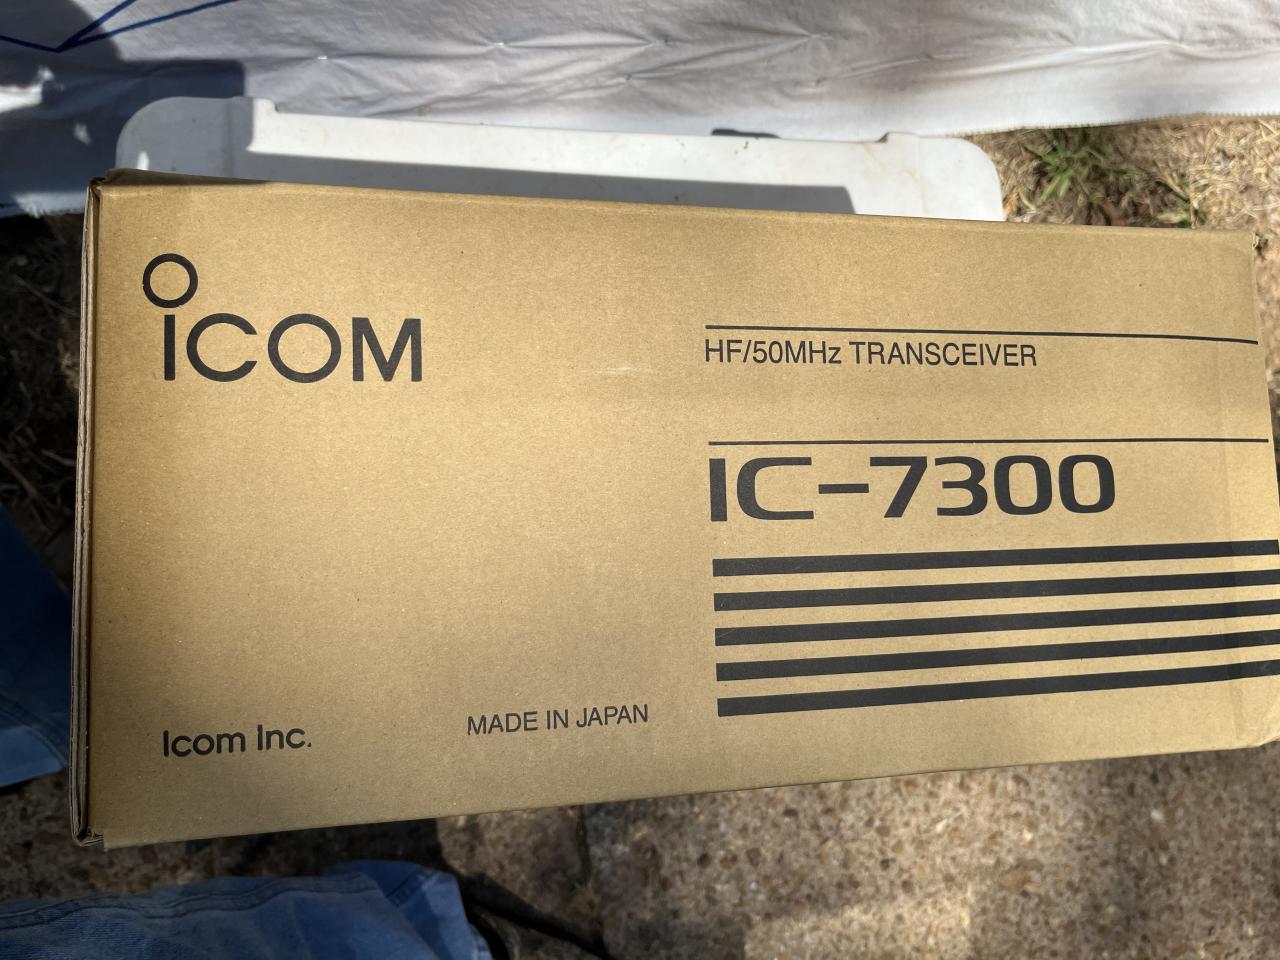 ICOM
HF/50MHz TRANSCEIVER
IC-7300
Icom Inc.
MADE IN JAPAN